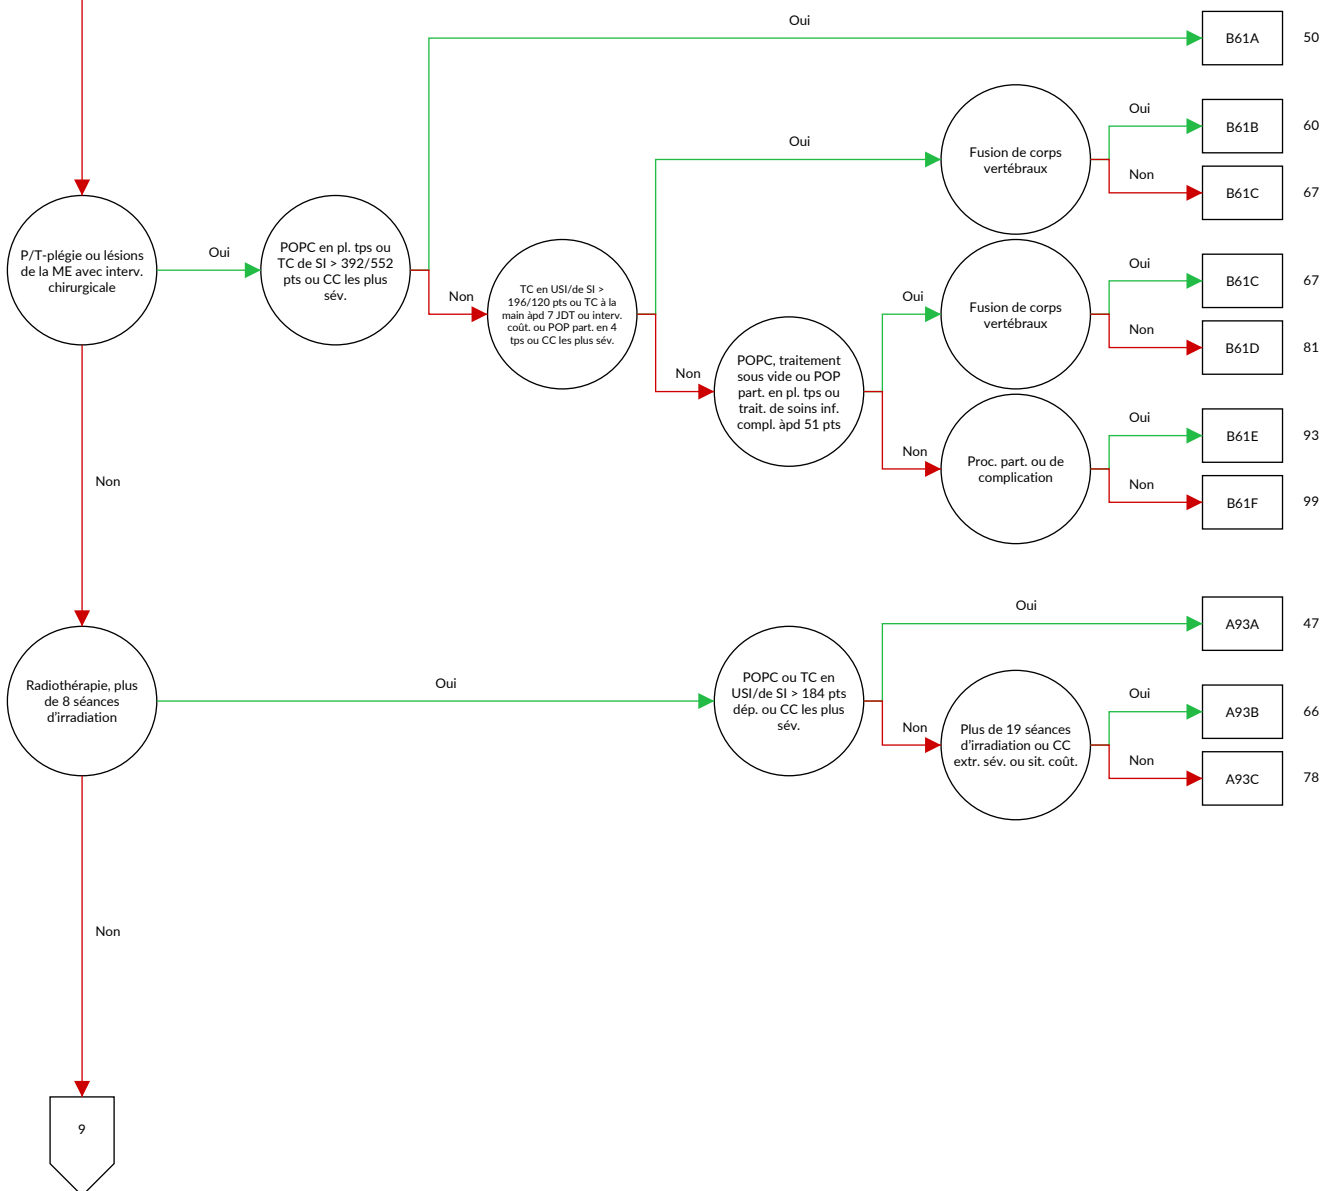 Oui
B61A
50
Oui
B61B
60
Oui
Fusion de corps
vertébraux
Non
B61C
67
P/T-plégie ou lésions
de la ME avec interv.
chirurgicale
Oui
POPC en pl. tps ou
TC de SI > 392/552
pts ou CC les plus
sév.
Non
TC en USI/de SI >
196/120 pts ou TC à la
main àpd 7 JDT ou interv.
coût. ou POP part. en 4
tps ou CC les plus sév.
Oui
Fusion de corps
vertébraux
Oui
B61C
67
Non
B61D
81
Non
POPC, traitement
sous vide ou POP
part. en pl. tps ou
trait. de soins inf.
compl. àpd 51 pts
Non
Proc. part. ou de
complication
Oui
B61E
93
Non
B61F
99
Non
Radiothérapie, plus
de 8 séances
d'irradiation
Oui
POPC ou TC en
USI/de SI > 184 pts
dép. ou CC les plus
sév.
Oui
A93A
47
Non
Plus de 19 séances
d'irradiation ou CC
extr. sév. ou sit. coût.
Oui
A93B
66
Non
A93C
78
Non
9